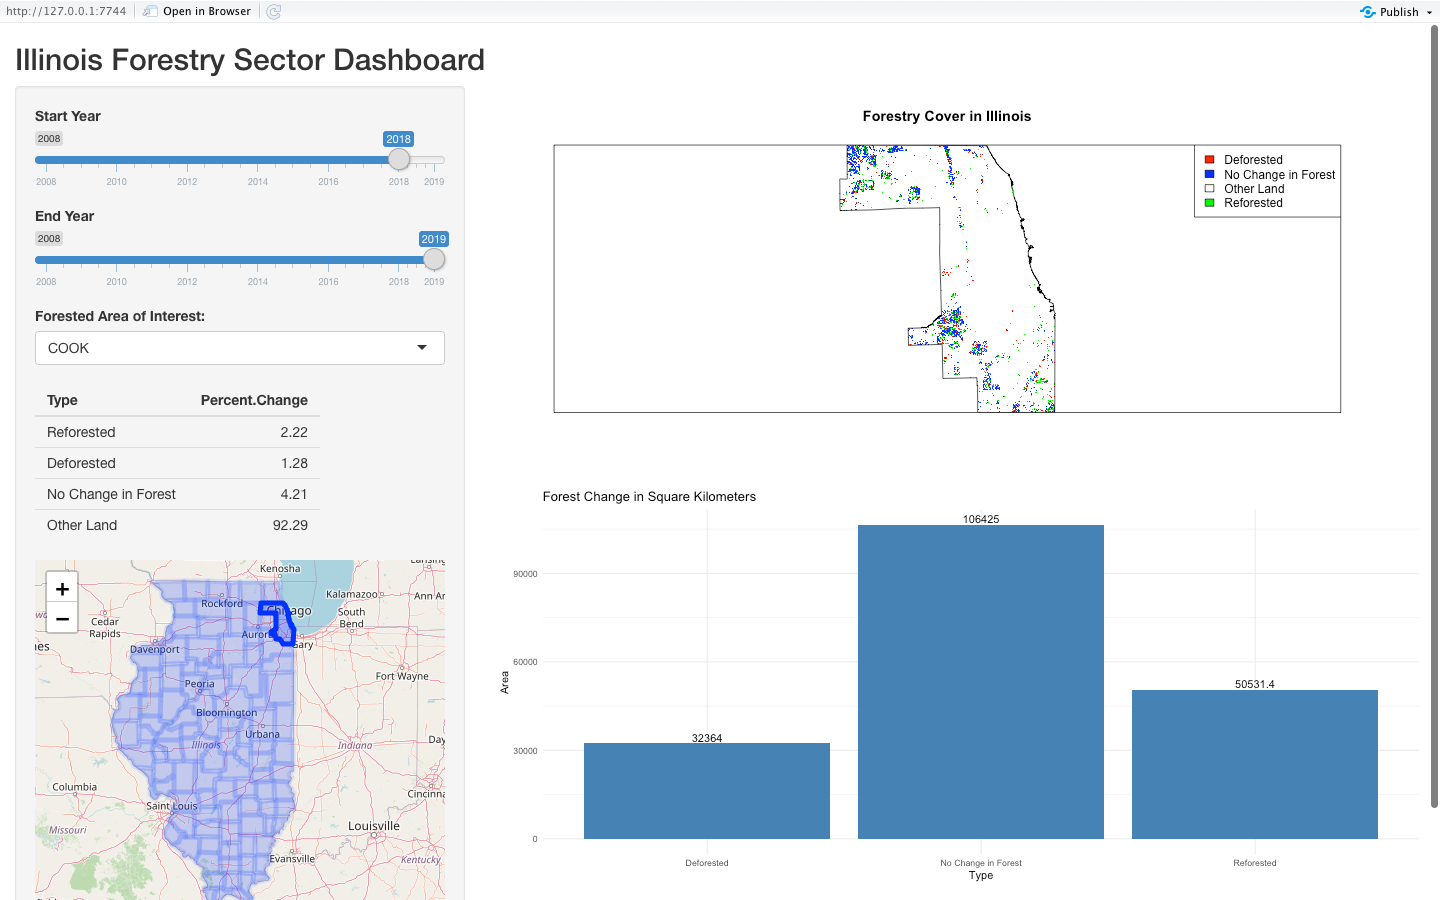 http://127.0.0.1:7744 Open in Browser Publish
Illinois Forestry Sector Dashboard
Start Year
2008 2018
2008 2010 2012 2014 2016 2018 2019
End Year
2008 2019
2008 2010 2012 2014 2016 2018 2019
Forested Area of Interest:
COOK
Type Percent.Change
Reforested 2.22
Deforested 1.28
No Change in Forest 4.21
Other Land 92.29
+
−
Kenosha
Lansing
Rockford
Chicago
Kalamazoo
Ann Ar
Cedar Rapids
South Bend
Aurora
Gary
nes
Davenport
Fort Wayne
Peoria
Bloomington
Urbana
Day
Illinois
Indiana
Columbia
Cincinna
Saint Louis
Missouri
Louisville
Evansville
Kentucky
Forestry Cover in Illinois
Deforested
No Change in Forest
Other Land
Reforested
Forest Change in Square Kilometers
106425
90000
60000
Area
50531.4
32364
30000
0
Deforested No Change in Forest Reforested
Type